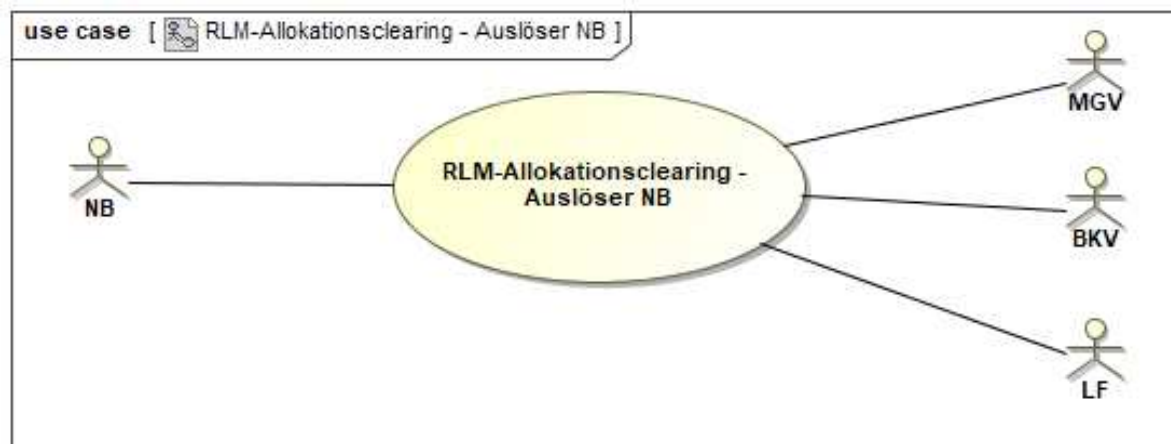 use case [ RLM-Allokationsclearing - Auslöser NB ]
MGV
NB
RLM-Allokationsclearing -
Auslöser NB
BKV
LF